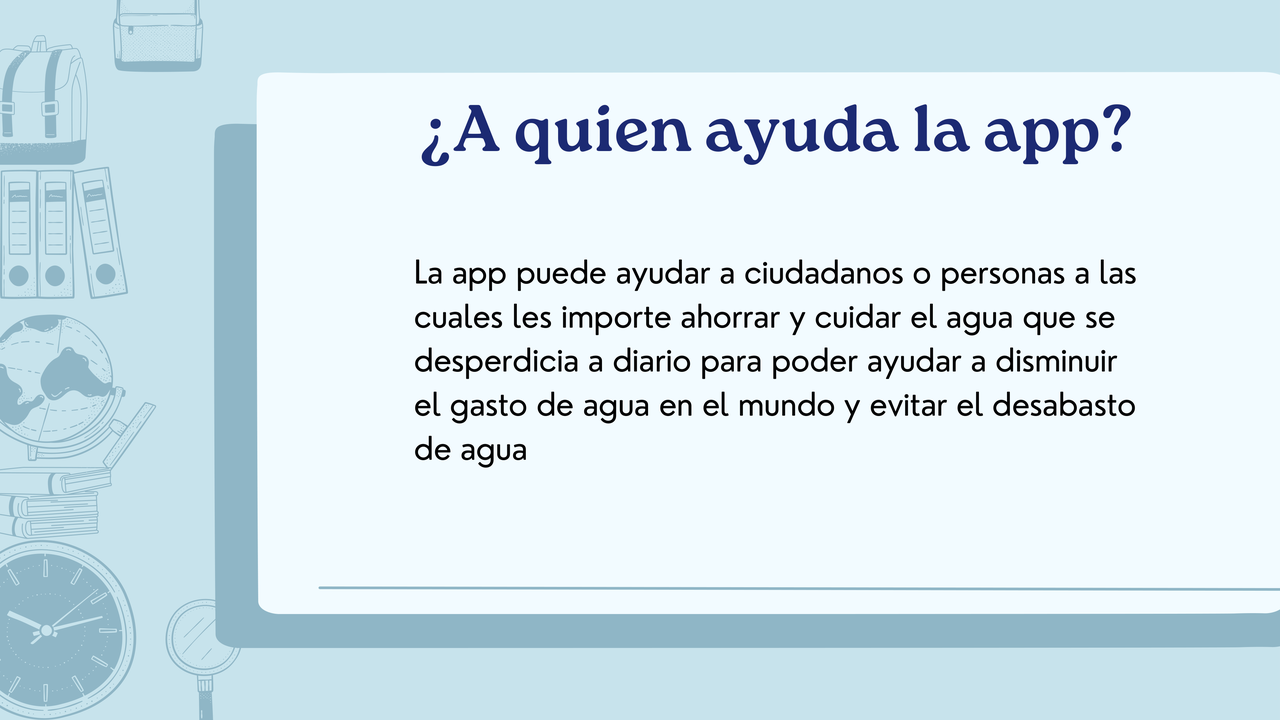 ¿A quien ayuda la app?
La app puede ayudar a ciudadanos o personas a las
cuales les importe ahorrar y cuidar el agua que se
desperdicia a diario para poder ayudar a disminuir
el gasto de agua en el mundo y evitar el desabasto
de agua